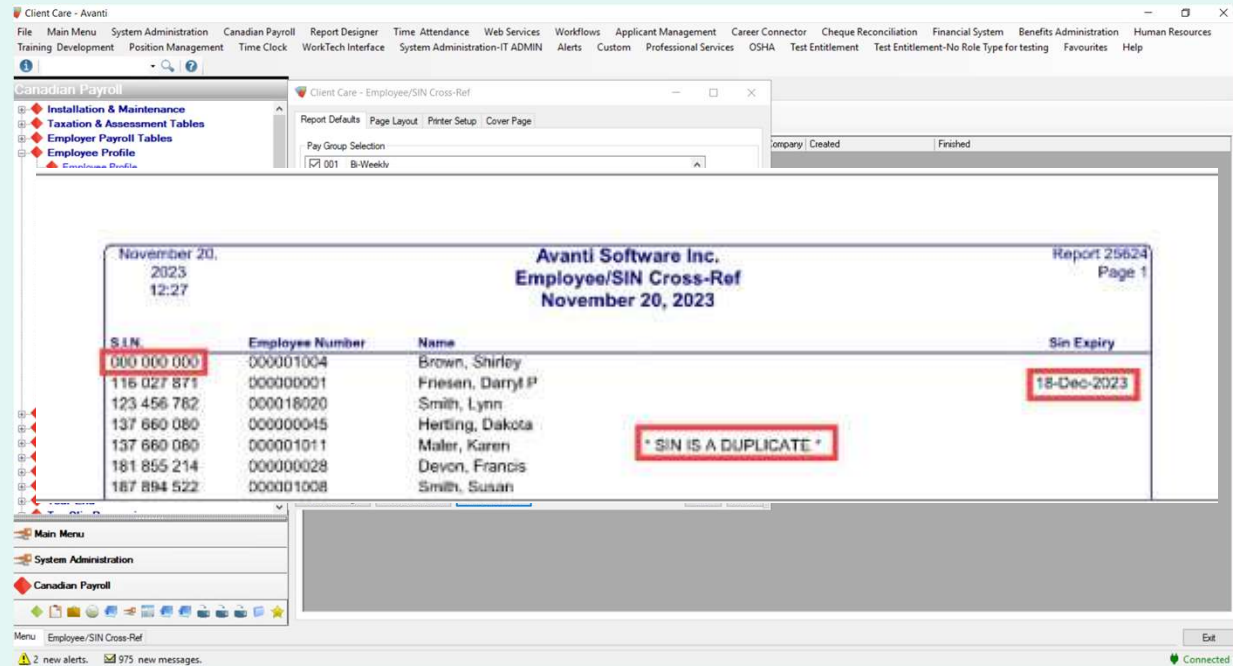 Client Care - Avanti
File Main Menu System Administration Canadian Payroll Report Designer Time Attendance Web Services Workflows Applicant Management Career Connector Cheque Reconciliation Financial System Benefits Administration Human Resources
Training Development Position Management Time Clock WorkTech Interface System Administration-IT ADMIN Alerts Custom Professional Services OSHA Test Entitlement Test Entitlement-No Role Type for testing Favourites Help
Canadian Payroll
Installation & Maintenance
Taxation & Assessment Tables
Employer Payroll Tables
Employee Profile
Employee Profile
Client Care - Employee/SIN Cross-Ref
Report Defaults Page Layout Printer Setup Cover Page
Pay Group Selection
001 Bi-Weekly
Company Created Finished
November 20,
2023
12:27
Avanti Software Inc.
Employee/SIN Cross-Ref
November 20, 2023
Report 25624
Page 1
S.I.N. Employee Number Name Sin Expiry
000 000 000 000001004 Brown, Shirley
116 027 871 000000001 Friesen, Darryl P 18-Dec-2023
123 456 782 000018020 Smith, Lynn
137 660 080 000000045 Herting, Dakota
137 660 080 000001011 Maler, Karen * SIN IS A DUPLICATE *
181 855 214 000000028 Devon, Francis
187 894 522 000001008 Smith, Susan
Main Menu
System Administration
Canadian Payroll
Menu Employee/SIN Cross-Ref
Exit
2 new alerts. 975 new messages.
Connected